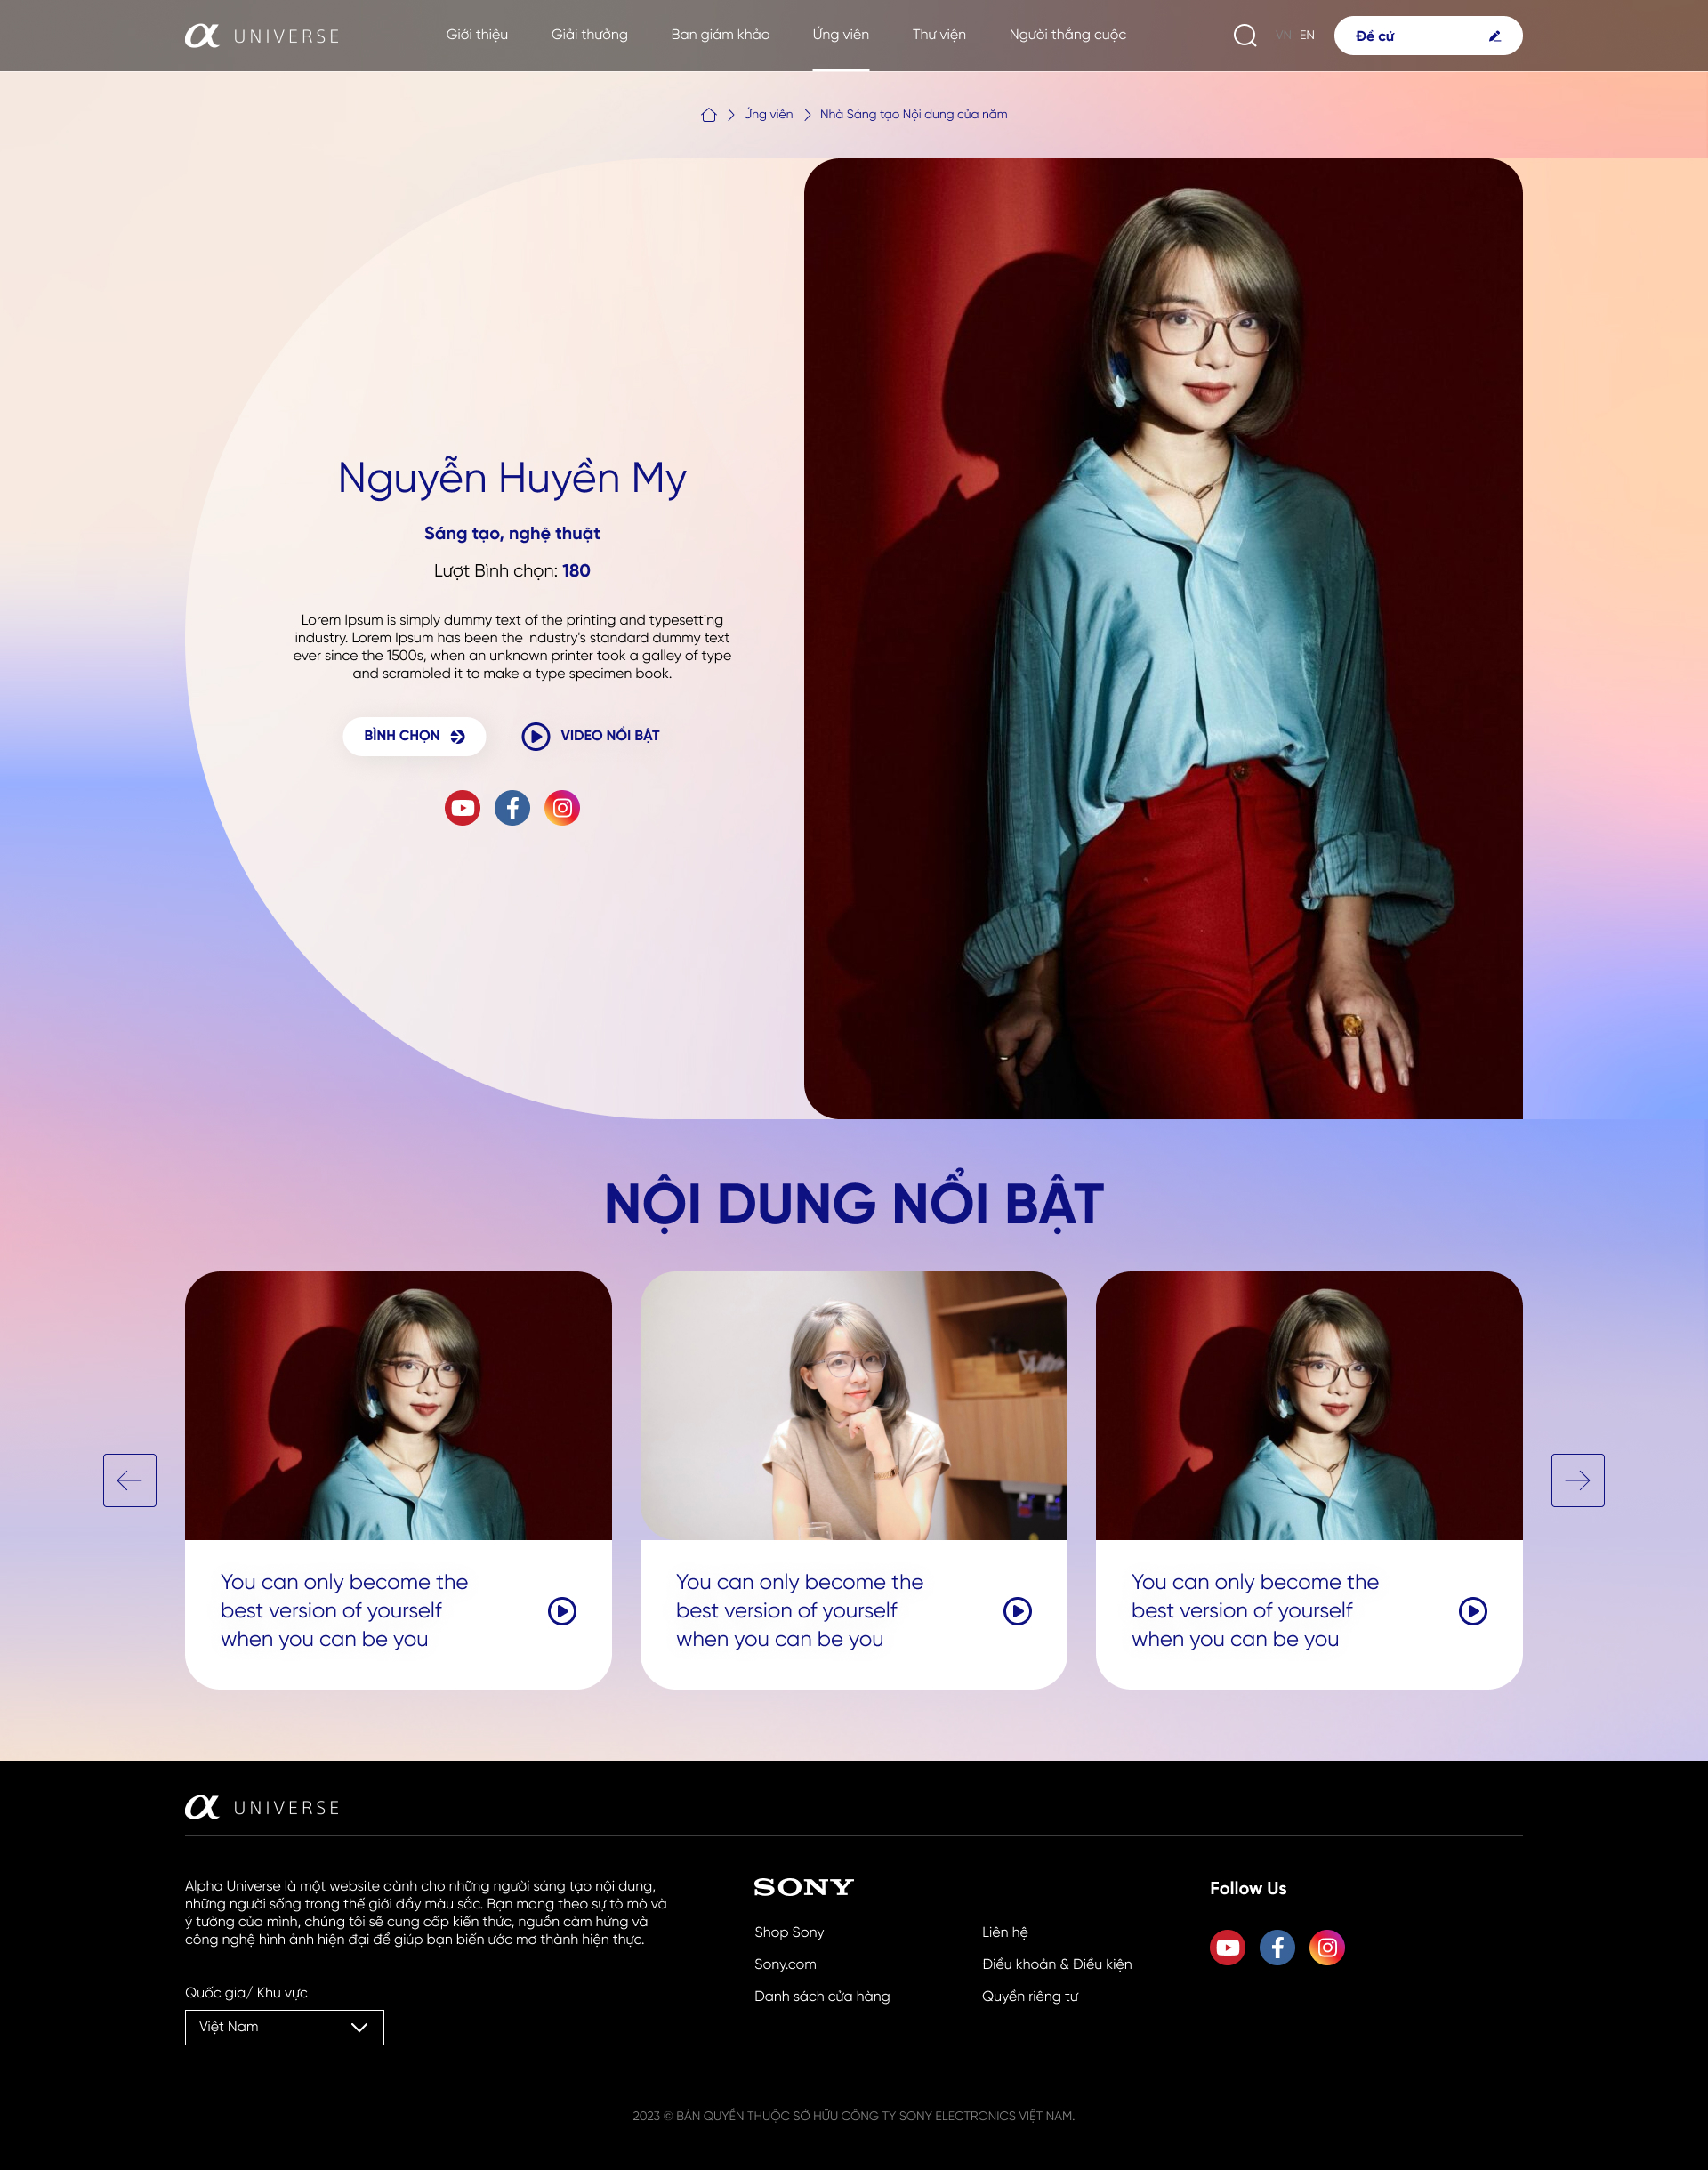 α UNIVERSE
Giới thiệu
Giải thưởng
Ban giám khảo
Ứng viên
Thư viện
Người thắng cuộc
VN EN
Đề cử
Ứng viên
Nhà Sáng tạo Nội dung của năm
Nguyễn Huyền My
Sáng tạo, nghệ thuật
Lượt Bình chọn: 180
Lorem Ipsum is simply dummy text of the printing and typesetting
industry. Lorem Ipsum has been the industry's standard dummy text
ever since the 1500s, when an unknown printer took a galley of type
and scrambled it to make a type specimen book.
BÌNH CHỌN
VIDEO NỔI BẬT
NỘI DUNG NỔI BẬT
You can only become the
best version of yourself
when you can be you
You can only become the
best version of yourself
when you can be you
You can only become the
best version of yourself
when you can be you
α UNIVERSE
Alpha Universe là một website dành cho những người sáng tạo nội dung,
những người sống trong thế giới đầy màu sắc. Bạn mang theo sự tò mò và
ý tưởng của mình, chúng tôi sẽ cung cấp kiến thức, nguồn cảm hứng và
công nghệ hình ảnh hiện đại để giúp bạn biến ước mơ thành hiện thực.
Quốc gia/ Khu vực
Việt Nam
SONY
Shop Sony
Sony.com
Danh sách cửa hàng
Liên hệ
Điều khoản & Điều kiện
Quyền riêng tư
Follow Us
2023 © BẢN QUYỀN THUỘC SỞ HỮU CÔNG TY SONY ELECTRONICS VIỆT NAM.